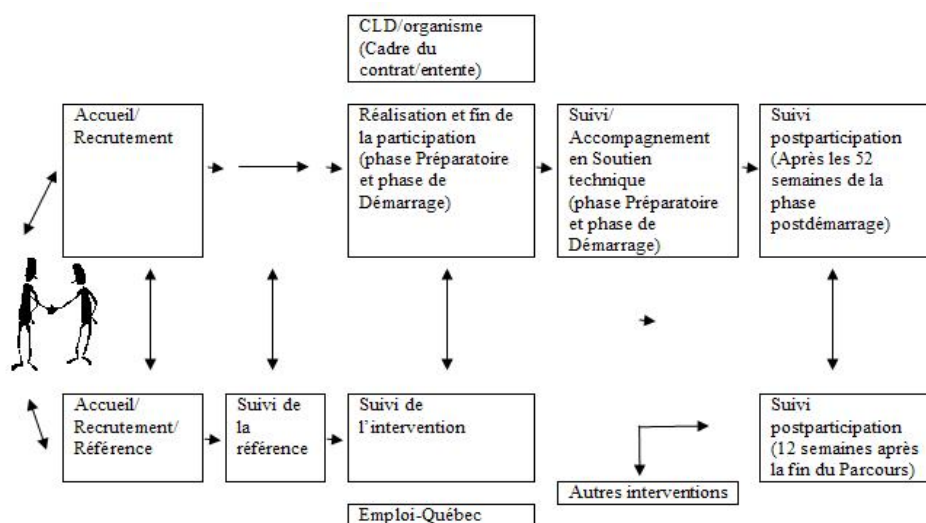 CLD/organisme
(Cadre du
contrat/entente)
Accueil/
Recrutement
Réalisation et fin de
la participation
(phase Préparatoire
et phase de
Démarrage)
Suivi/
Accompagnement
en Soutien
technique
(phase Préparatoire
et phase de
Démarrage)
Suivi
postparticipation
(Après les 52
semaines de la
phase
postdémarrage)
Accueil/
Recrutement/
Référence
Suivi de
la
référence
Suivi de
l’intervention
Suivi
postparticipation
(12 semaines après
la fin du Parcours)
Autres interventions
Emploi-Québec